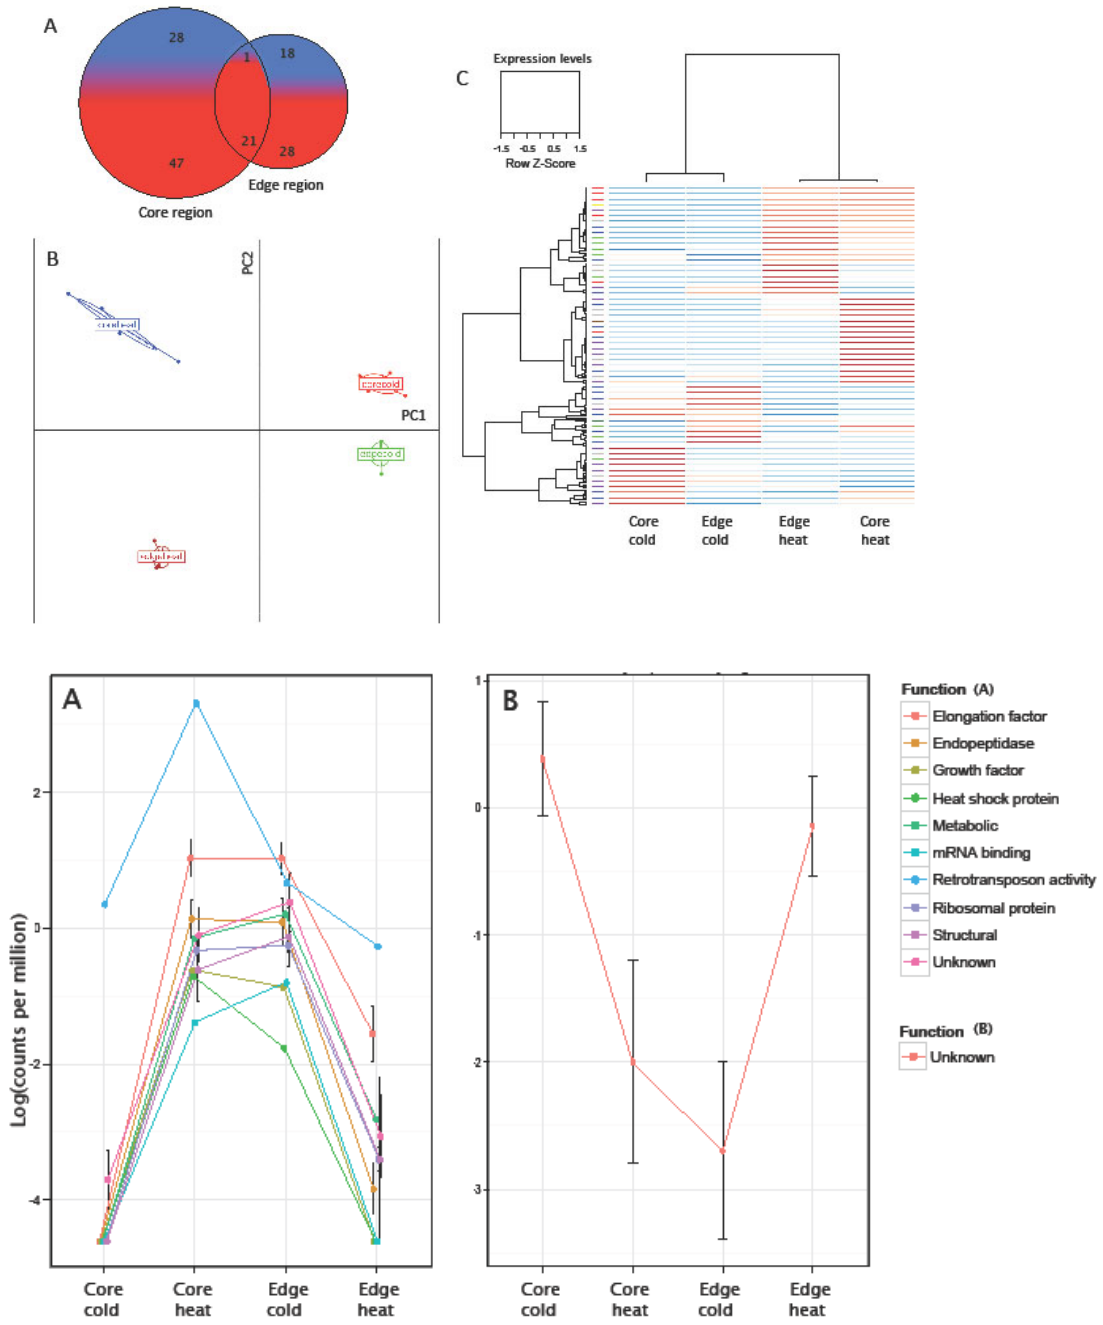 A
28
1
18
47
21
28
Core region
Edge region
B
PC2
PC1
coreheat
corecold
edgecold
edgeheat
C
Expression levels
-1.5 -0.5 0.5 1.5
Row Z-Score
Core cold
Edge cold
Edge heat
Core heat
A
Log(counts per million)
2
0
-2
-4
Core cold
Core heat
Edge cold
Edge heat
B
1
0
-1
-2
-3
Core cold
Core heat
Edge cold
Edge heat
Function (A)
Elongation factor
Endopeptidase
Growth factor
Heat shock protein
Metabolic
mRNA binding
Retrotransposon activity
Ribosomal protein
Structural
Unknown
Function (B)
Unknown